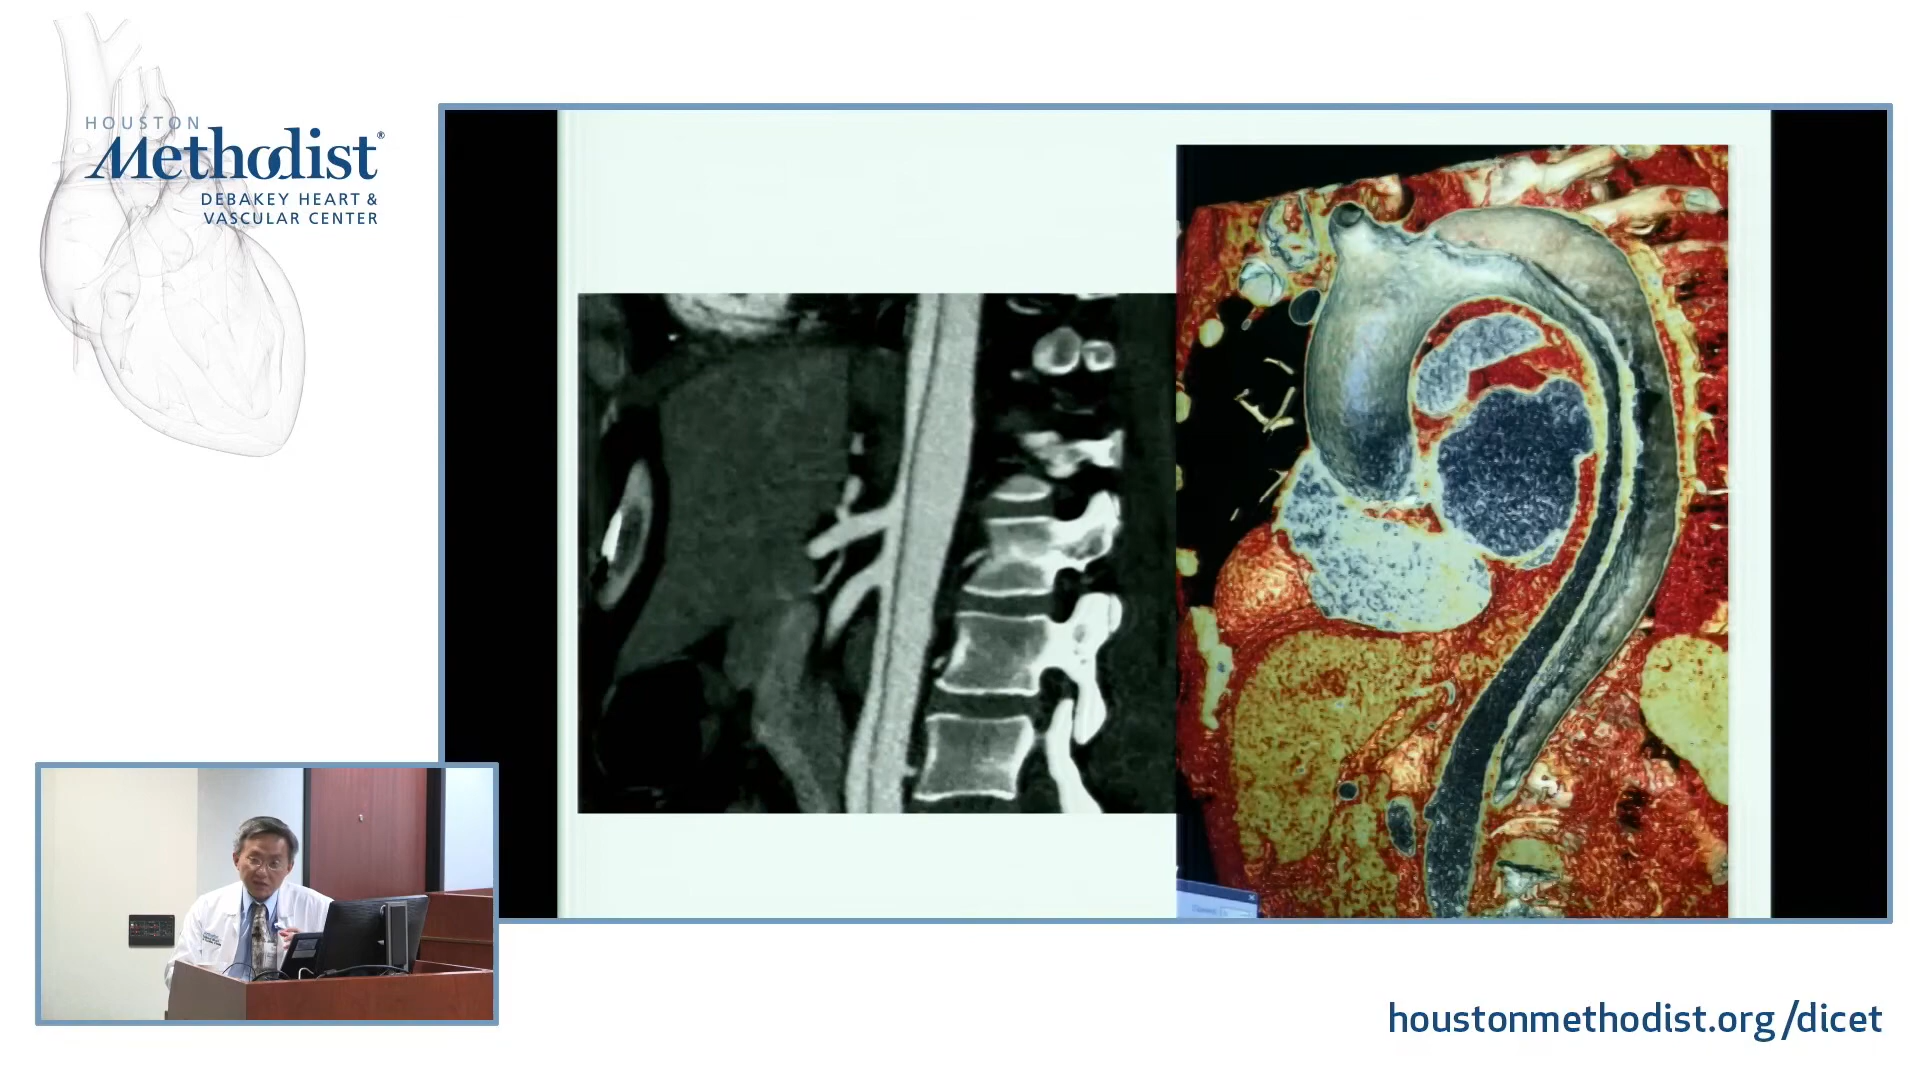 HOUSTON
Methodist®
DEBAKEY HEART &
VASCULAR CENTER
houstonmethodist.org/dicet